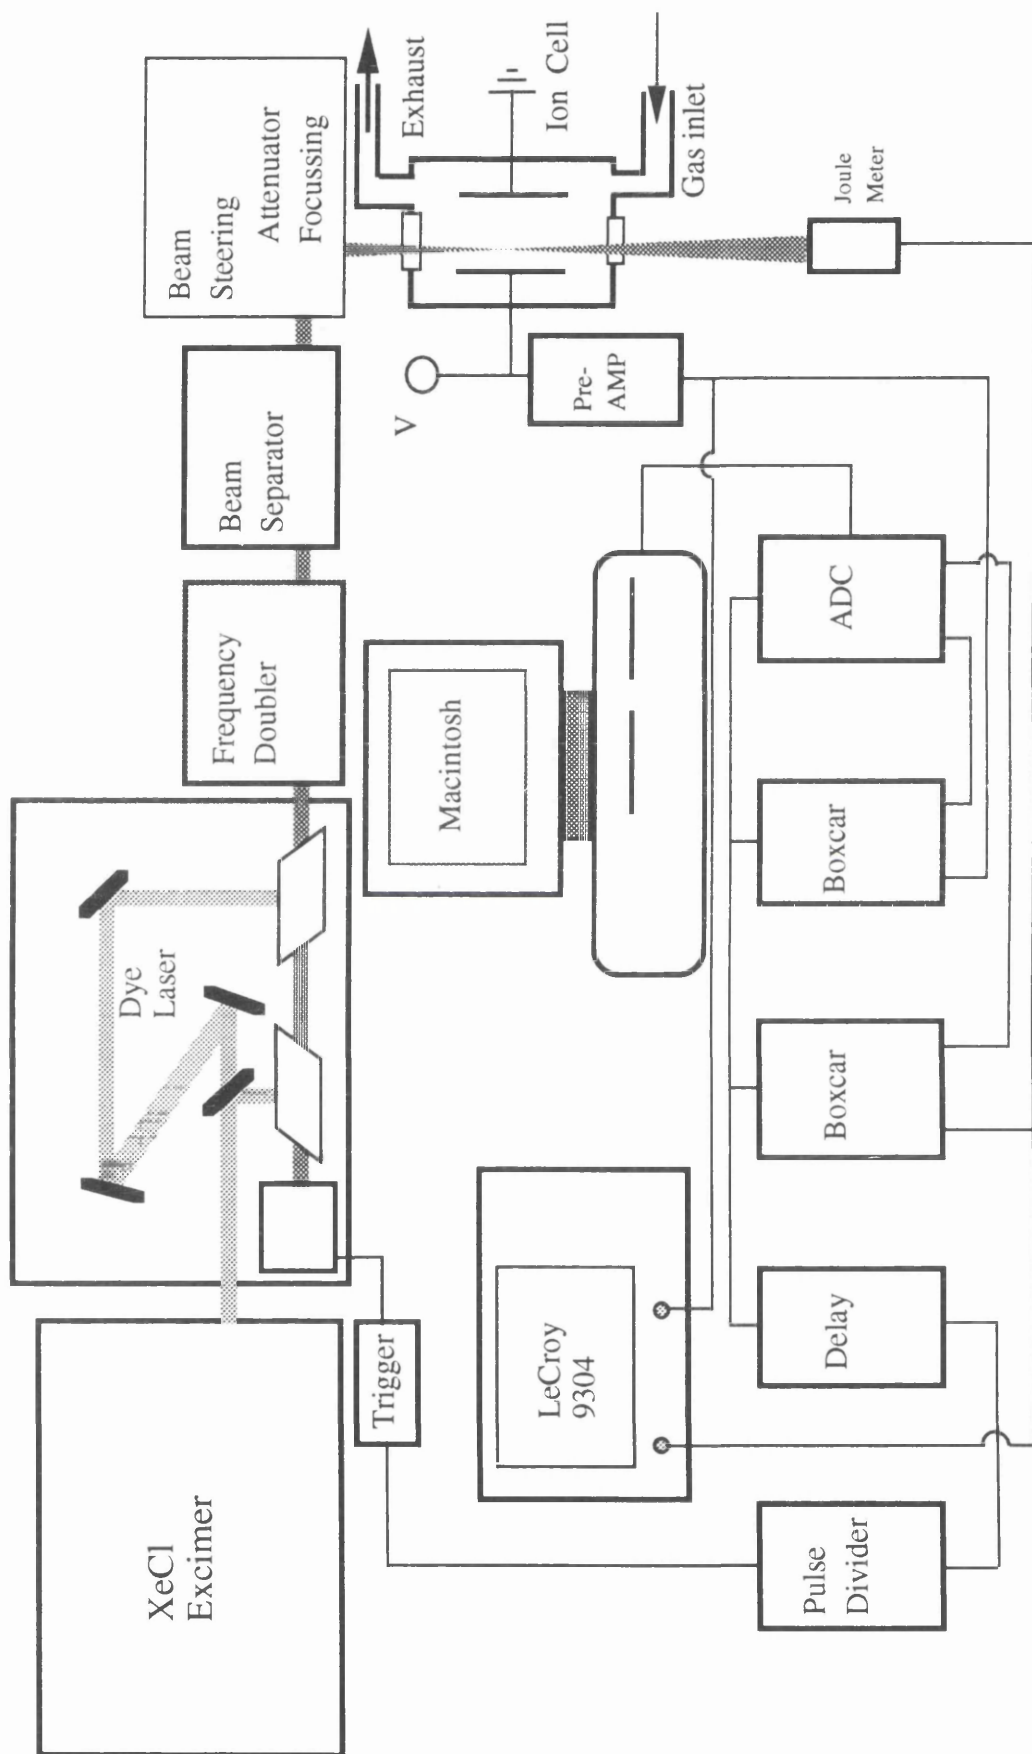 XeCl
Excimer
Dye
Laser
Frequency
Doubler
Beam
Separator
Beam
Steering
Attenuator
Focussing
Trigger
Macintosh
V
Exhaust
Ion Cell
Gas inlet
Pre-
AMP
LeCroy
9304
Pulse
Divider
Delay
Boxcar
Boxcar
ADC
Joule
Meter